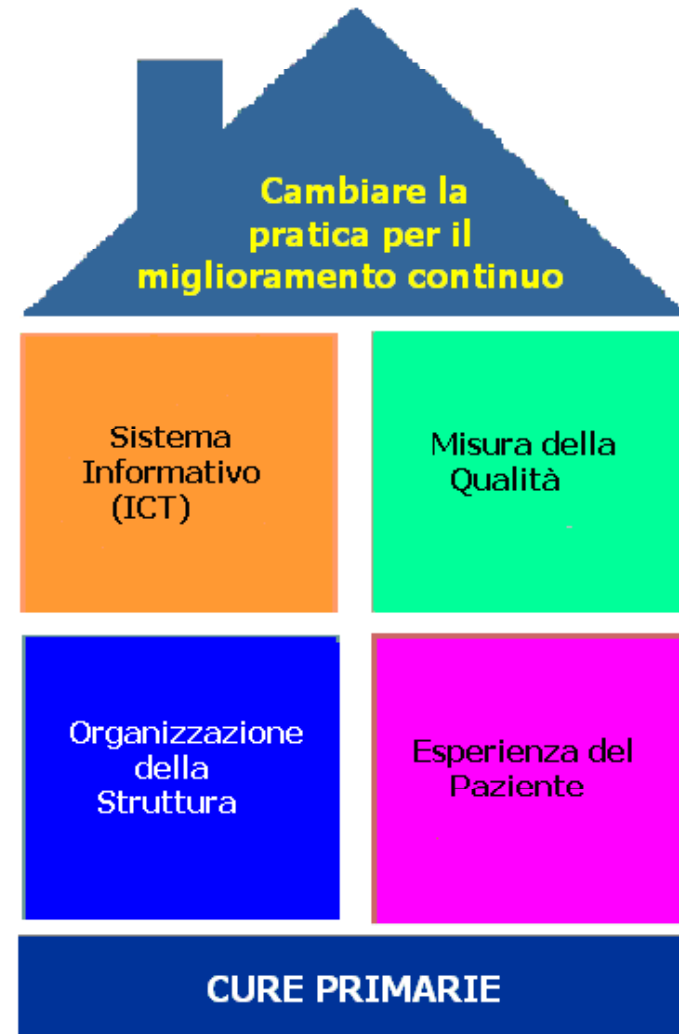 Cambiare la
pratica per il
miglioramento continuo
Sistema
Informativo
(ICT)
Misura della
Qualità
Organizzazione
della
Struttura
Esperienza del
Paziente
CURE PRIMARIE